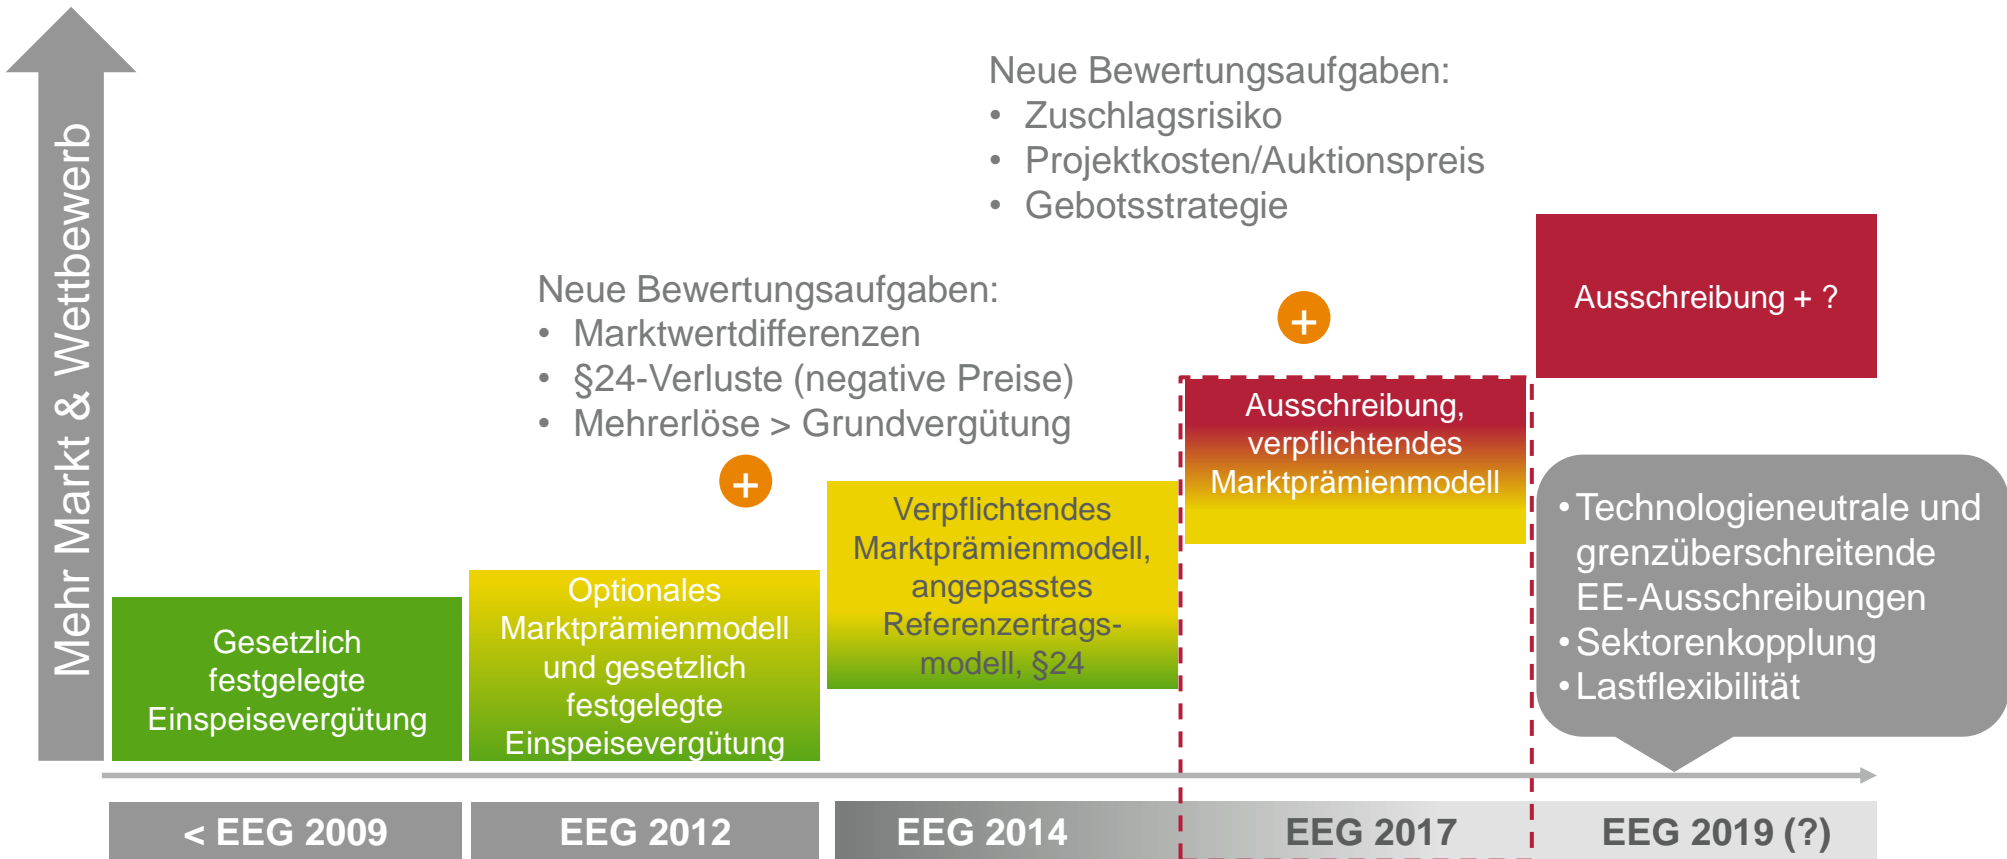 Mehr Markt & Wettbewerb
Neue Bewertungsaufgaben:
• Zuschlagsrisiko
• Projektkosten/Auktionspreis
• Gebotsstrategie
Neue Bewertungsaufgaben:
• Marktwertdifferenzen
• §24-Verluste (negative Preise)
• Mehrerlöse > Grundvergütung
+
+
Gesetzlich
festgelegte
Einspeisevergütung
Optionales
Marktprämienmodell
und gesetzlich
festgelegte
Einspeisevergütung
Verpflichtendes
Marktprämienmodell,
angepasstes
Referenzertrags-
modell, §24
Ausschreibung,
verpflichtendes
Marktprämienmodell
Ausschreibung + ?
• Technologieneutrale und
grenzüberschreitende
EE-Ausschreibungen
• Sektorenkopplung
• Lastflexibilität
< EEG 2009
EEG 2012
EEG 2014
EEG 2017
EEG 2019 (?)